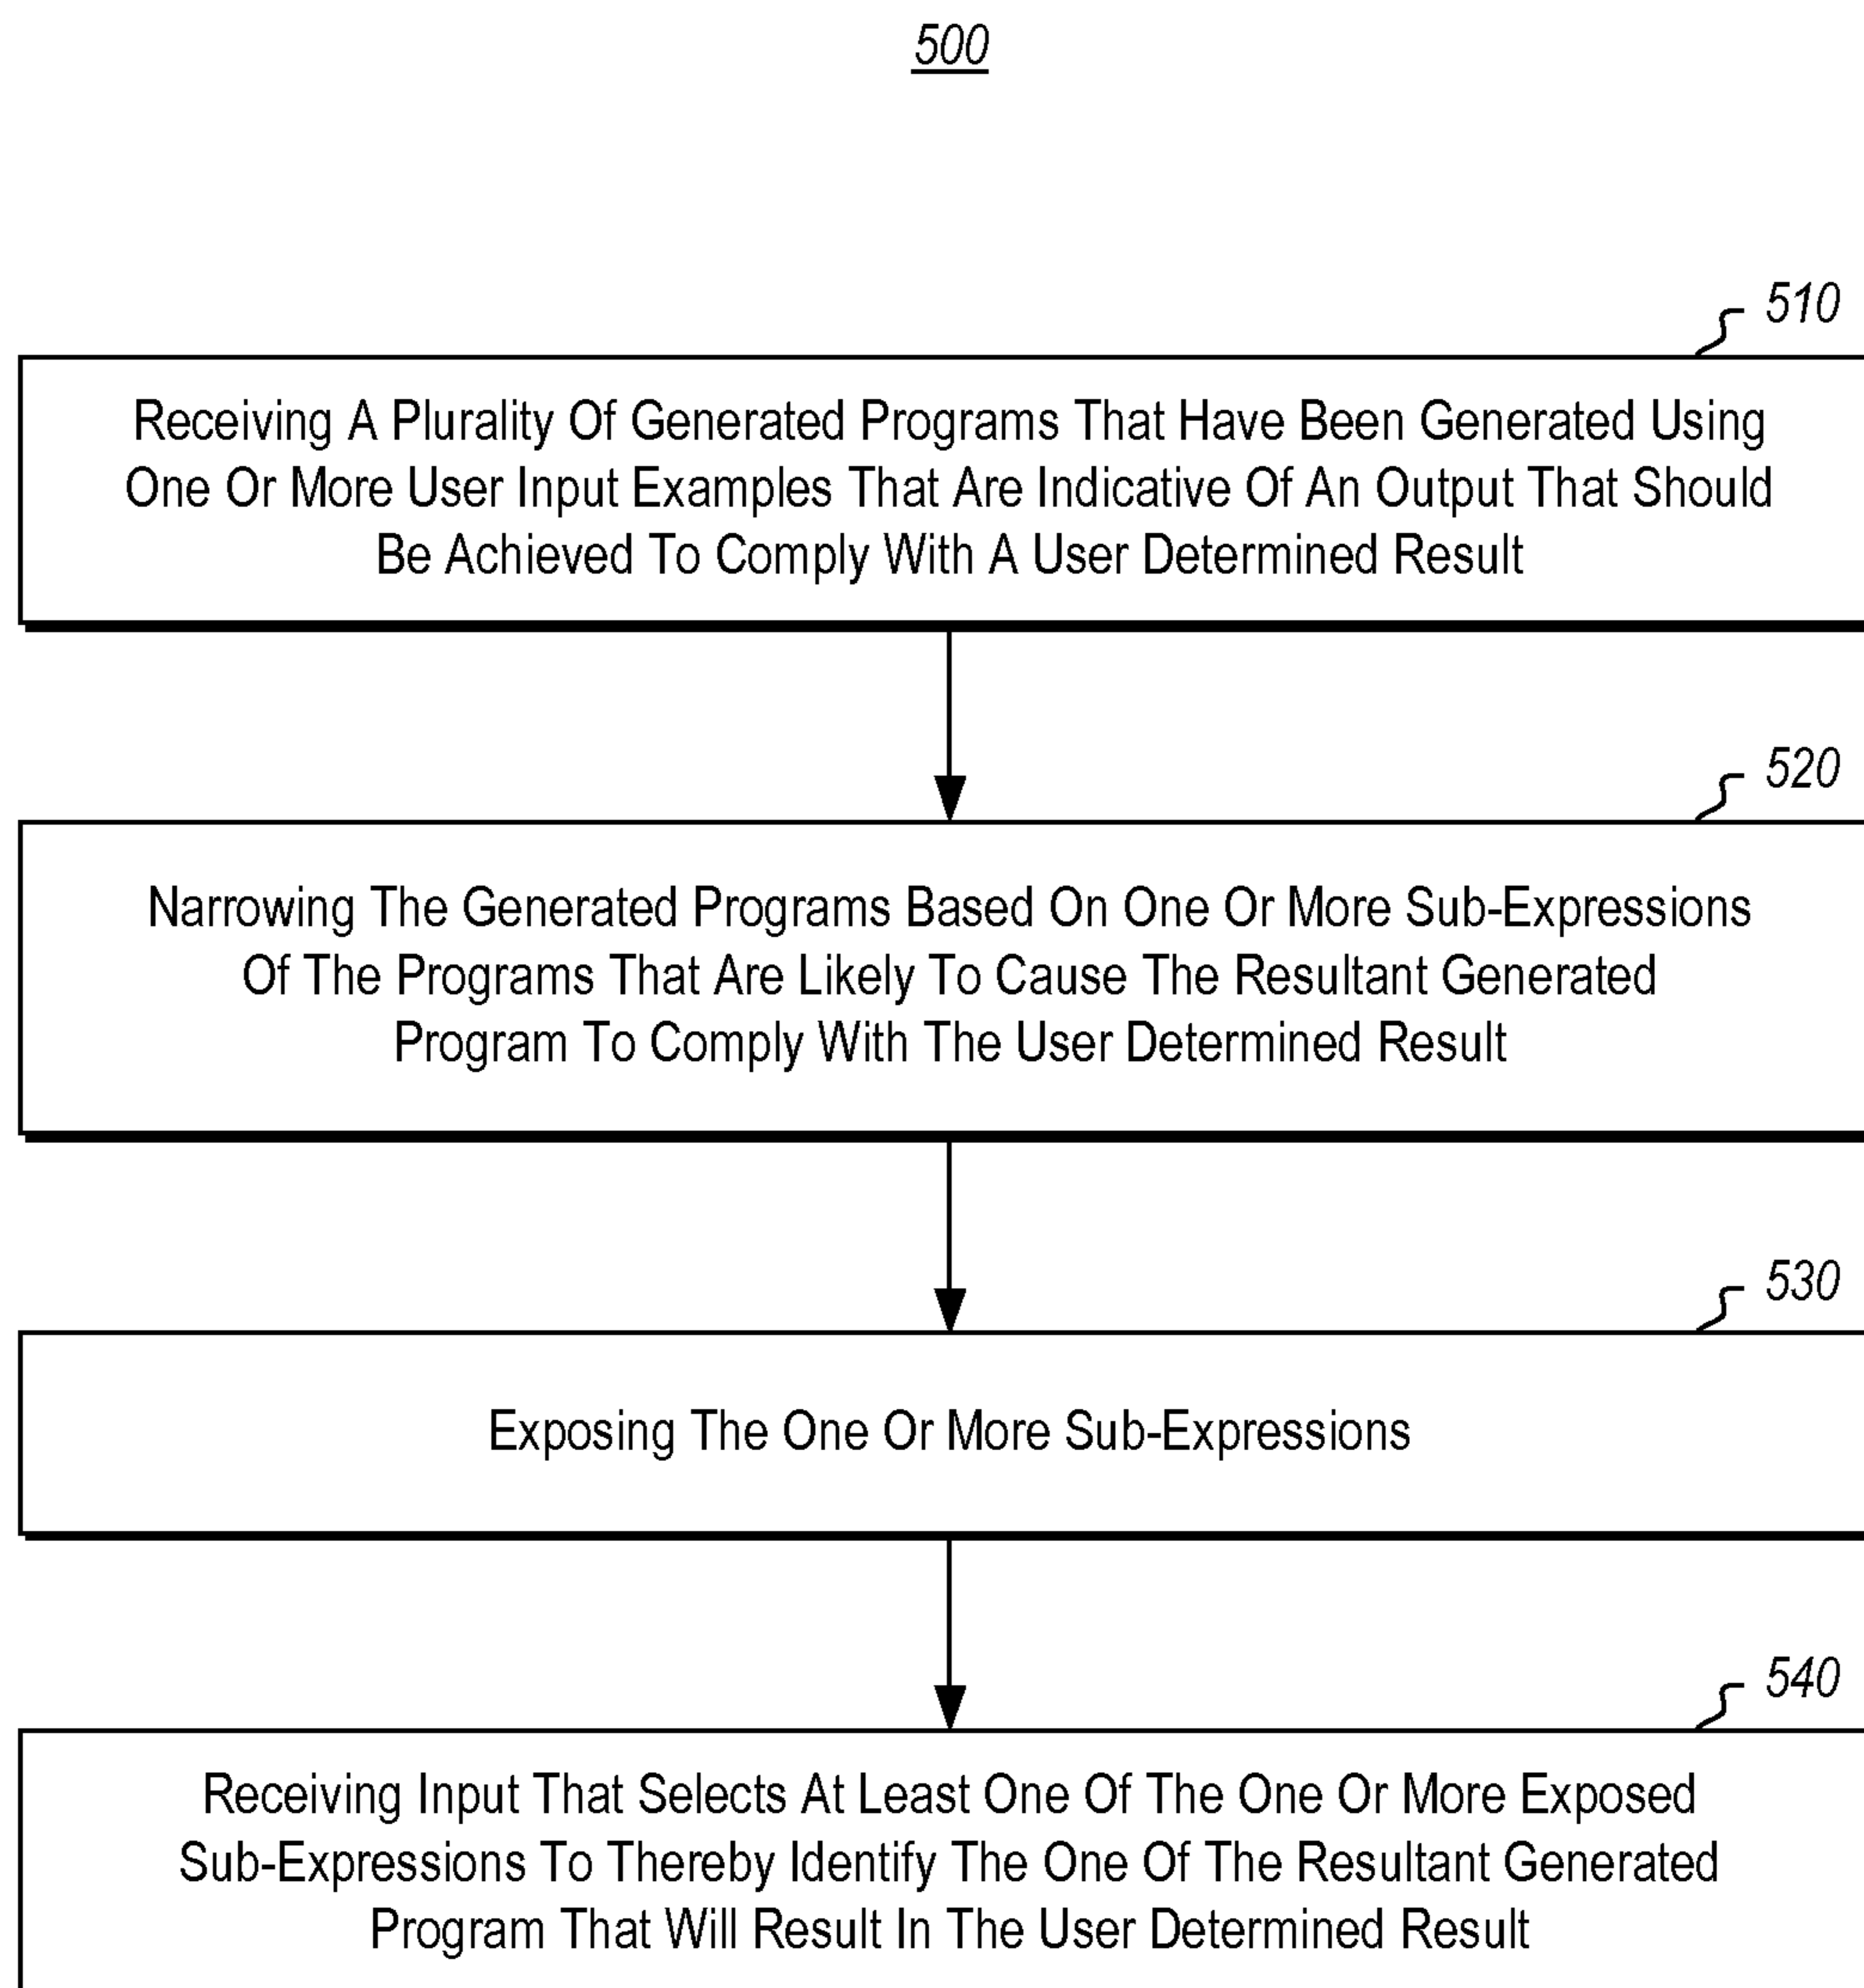 500
510
Receiving A Plurality Of Generated Programs That Have Been Generated Using
One Or More User Input Examples That Are Indicative Of An Output That Should
Be Achieved To Comply With A User Determined Result
520
Narrowing The Generated Programs Based On One Or More Sub-Expressions
Of The Programs That Are Likely To Cause The Resultant Generated
Program To Comply With The User Determined Result
530
Exposing The One Or More Sub-Expressions
540
Receiving Input That Selects At Least One Of The One Or More Exposed
Sub-Expressions To Thereby Identify The One Of The Resultant Generated
Program That Will Result In The User Determined Result